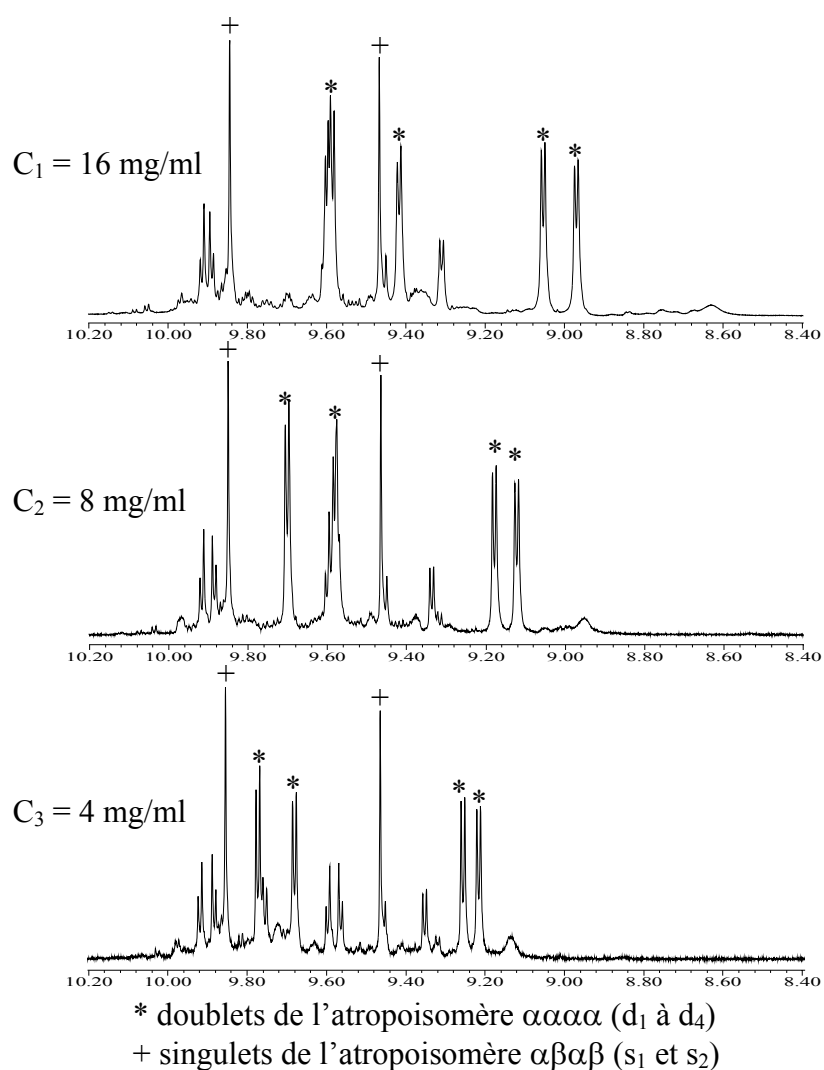 + +
* * * *
C₁ = 16 mg/ml
10.20 10.00 9.80 9.60 9.40 9.20 9.00 8.80 8.60 8.40
+ +
* * * *
C₂ = 8 mg/ml
10.20 10.00 9.80 9.60 9.40 9.20 9.00 8.80 8.60 8.40
+ +
* * * *
C₃ = 4 mg/ml
10.20 10.00 9.80 9.60 9.40 9.20 9.00 8.80 8.60 8.40
* doublets de l’atropoisomère αααα (d₁ à d₄)
+ singulets de l’atropoisomère αβαβ (s₁ et s₂)